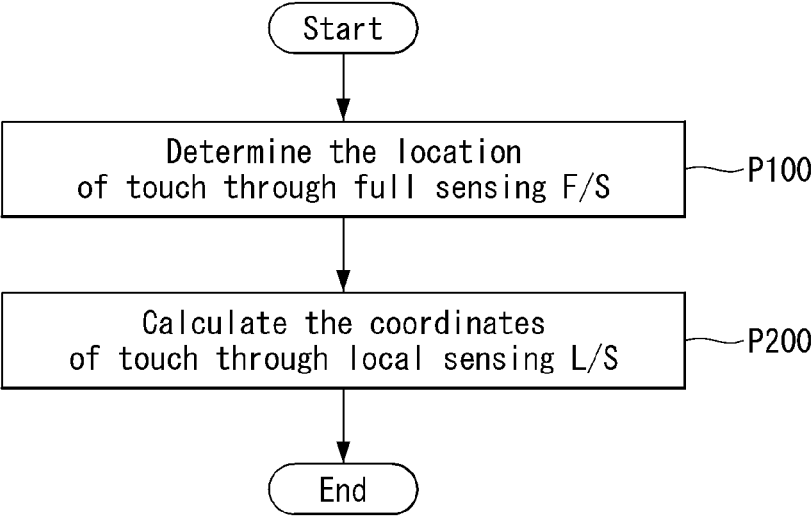 Start
Determine the location
of touch through full sensing F/S
P100
Calculate the coordinates
of touch through local sensing L/S
P200
End